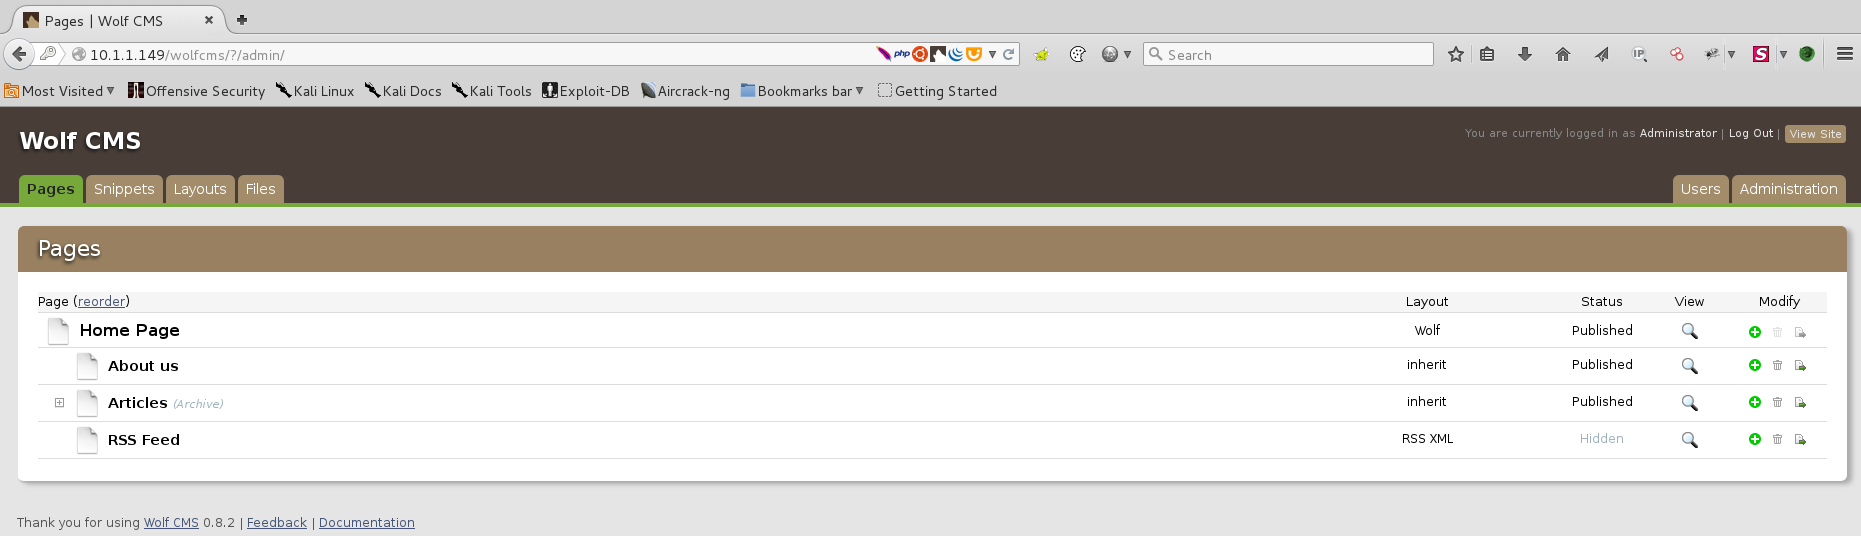 Pages | Wolf CMS
10.1.1.149/wolfcms/?/admin/ php IP S Search
Most Visited Offensive Security Kali Linux Kali Docs Kali Tools Exploit-DB Aircrack-ng Bookmarks bar Getting Started
Wolf CMS
You are currently logged in as Administrator | Log Out | View Site
Pages Snippets Layouts Files Users Administration
Pages
Page (reorder) Layout Status View Modify
Home Page Wolf Published
About us inherit Published
Articles (Archive) inherit Published
RSS Feed RSS XML Hidden
Thank you for using Wolf CMS 0.8.2 | Feedback | Documentation